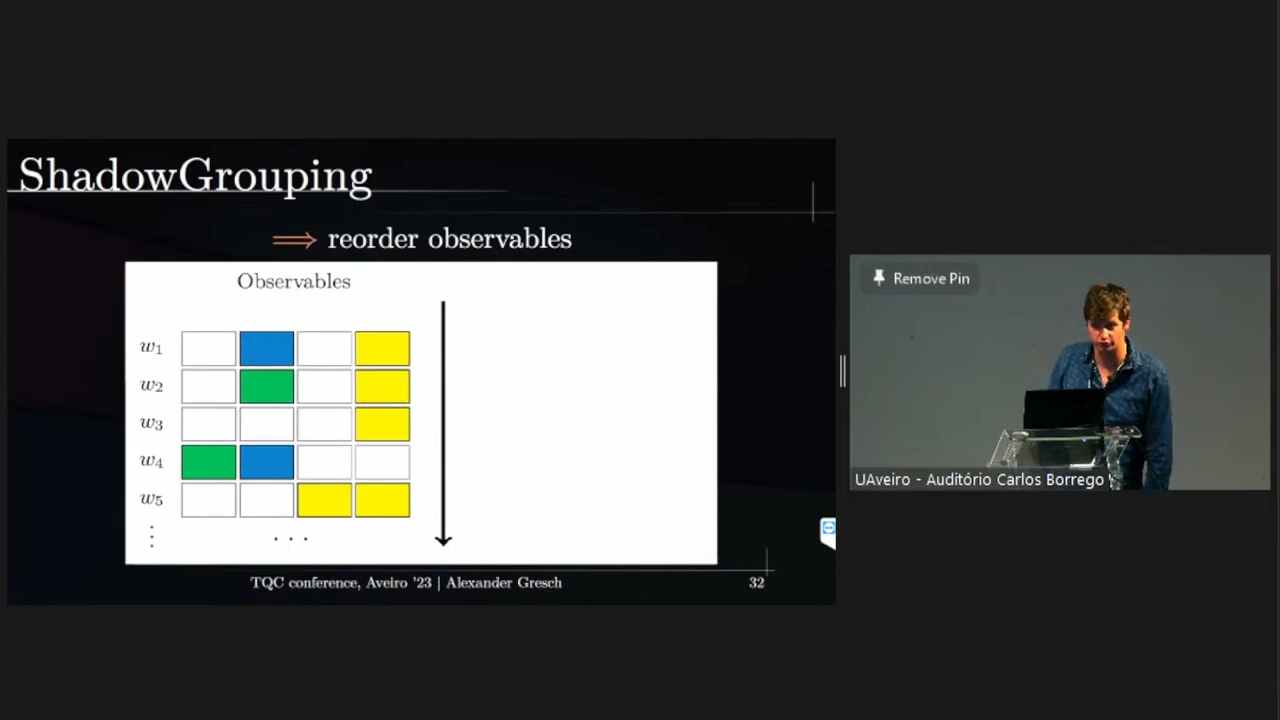 ShadowGrouping
⟹ reorder observables
Observables
w1
w2
w3
w4
w5
⋮ · · ·
TQC conference, Aveiro '23 | Alexander Gresch 32
Remove Pin
UAveiro - Auditório Carlos Borrego